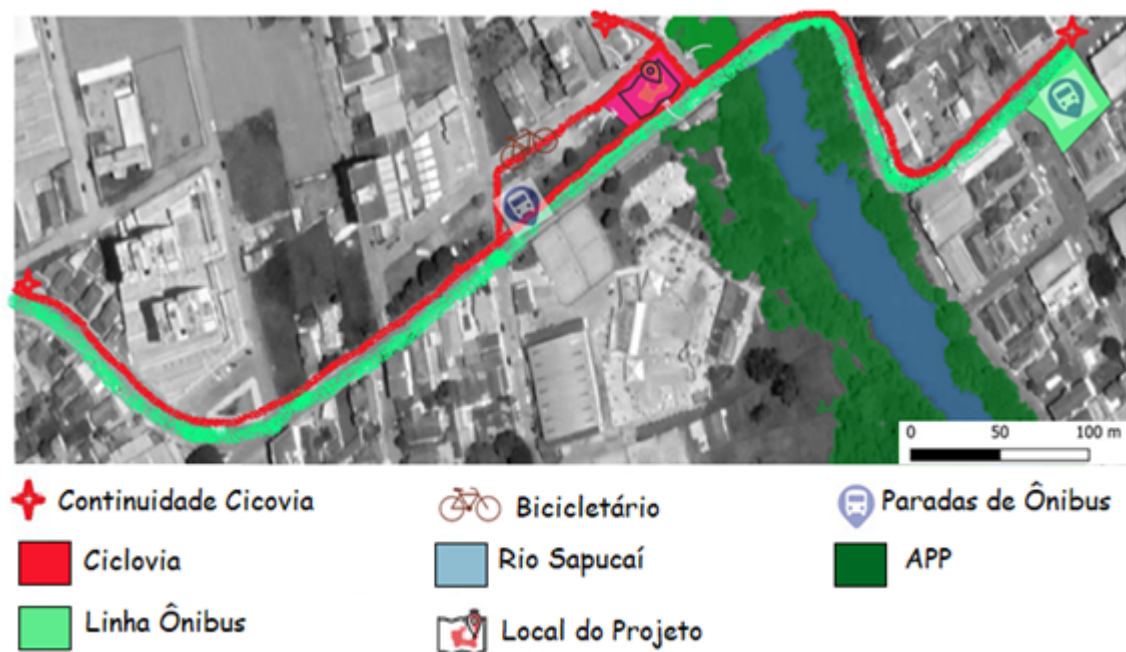 0 50 100 m
Continuidade Cicovia
Bicicletário
Paradas de Ônibus
Ciclovia
Rio Sapucaí
APP
Linha Ônibus
Local do Projeto